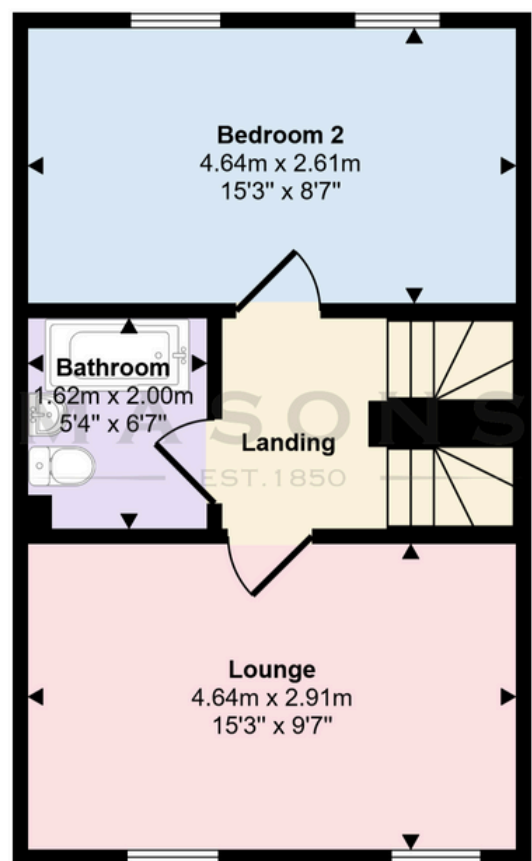 Bedroom 2
4.64m x 2.61m
15'3" x 8'7"
Bathroom
1.62m x 2.00m
5'4" x 6'7"
MASONS
Landing
EST.1850
Lounge
4.64m x 2.91m
15'3" x 9'7"